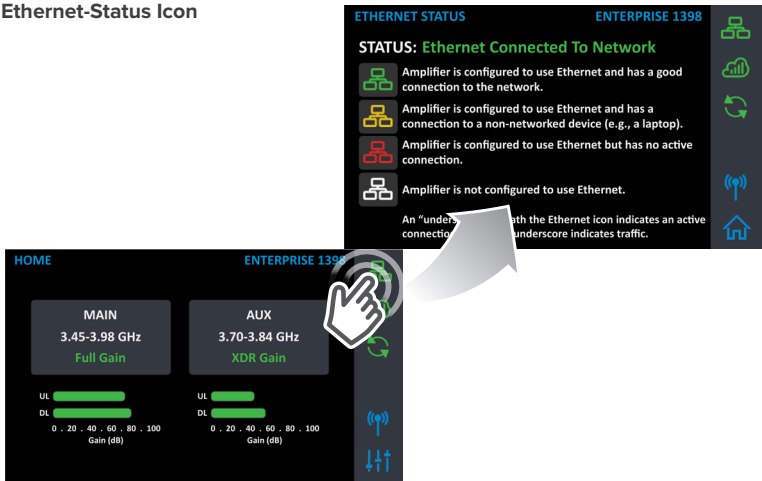 Ethernet-Status Icon
ETHERNET STATUS ENTERPRISE 1398
STATUS: Ethernet Connected To Network
Amplifier is configured to use Ethernet and has a good
connection to the network.
Amplifier is configured to use Ethernet and has a
connection to a non-networked device (e.g., a laptop).
Amplifier is configured to use Ethernet but has no active
connection.
Amplifier is not configured to use Ethernet.
An “unders ath the Ethernet icon indicates an active
connectio underscore indicates traffic.
HOME ENTERPRISE 1398
MAIN
3.45-3.98 GHz
Full Gain
AUX
3.70-3.84 GHz
XDR Gain
UL
DL
0 . 20 . 40 . 60 . 80 . 100
Gain (dB)
UL
DL
0 . 20 . 40 . 60 . 80 . 100
Gain (dB)